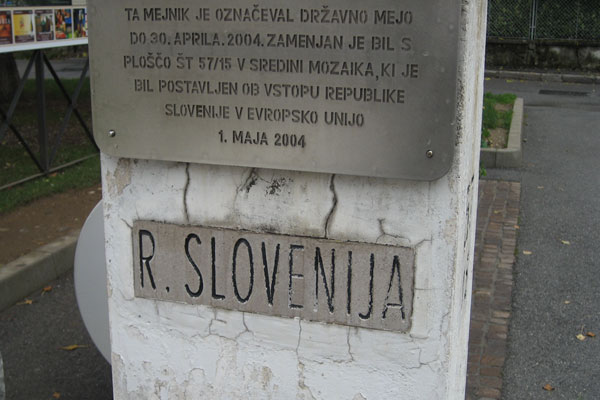 TA MEJNIK JE OZNAČEVAL DRŽAVNO MEJO
DO 30. APRILA. 2004. ZAMENJAN JE BIL S
PLOŠČO ŠT 57/15 V SREDINI MOZAIKA, KI JE
BIL POSTAVLJEN OB VSTOPU REPUBLIKE
SLOVENIJE V EVROPSKO UNIJO
1. MAJA 2004
R. SLOVENIJA